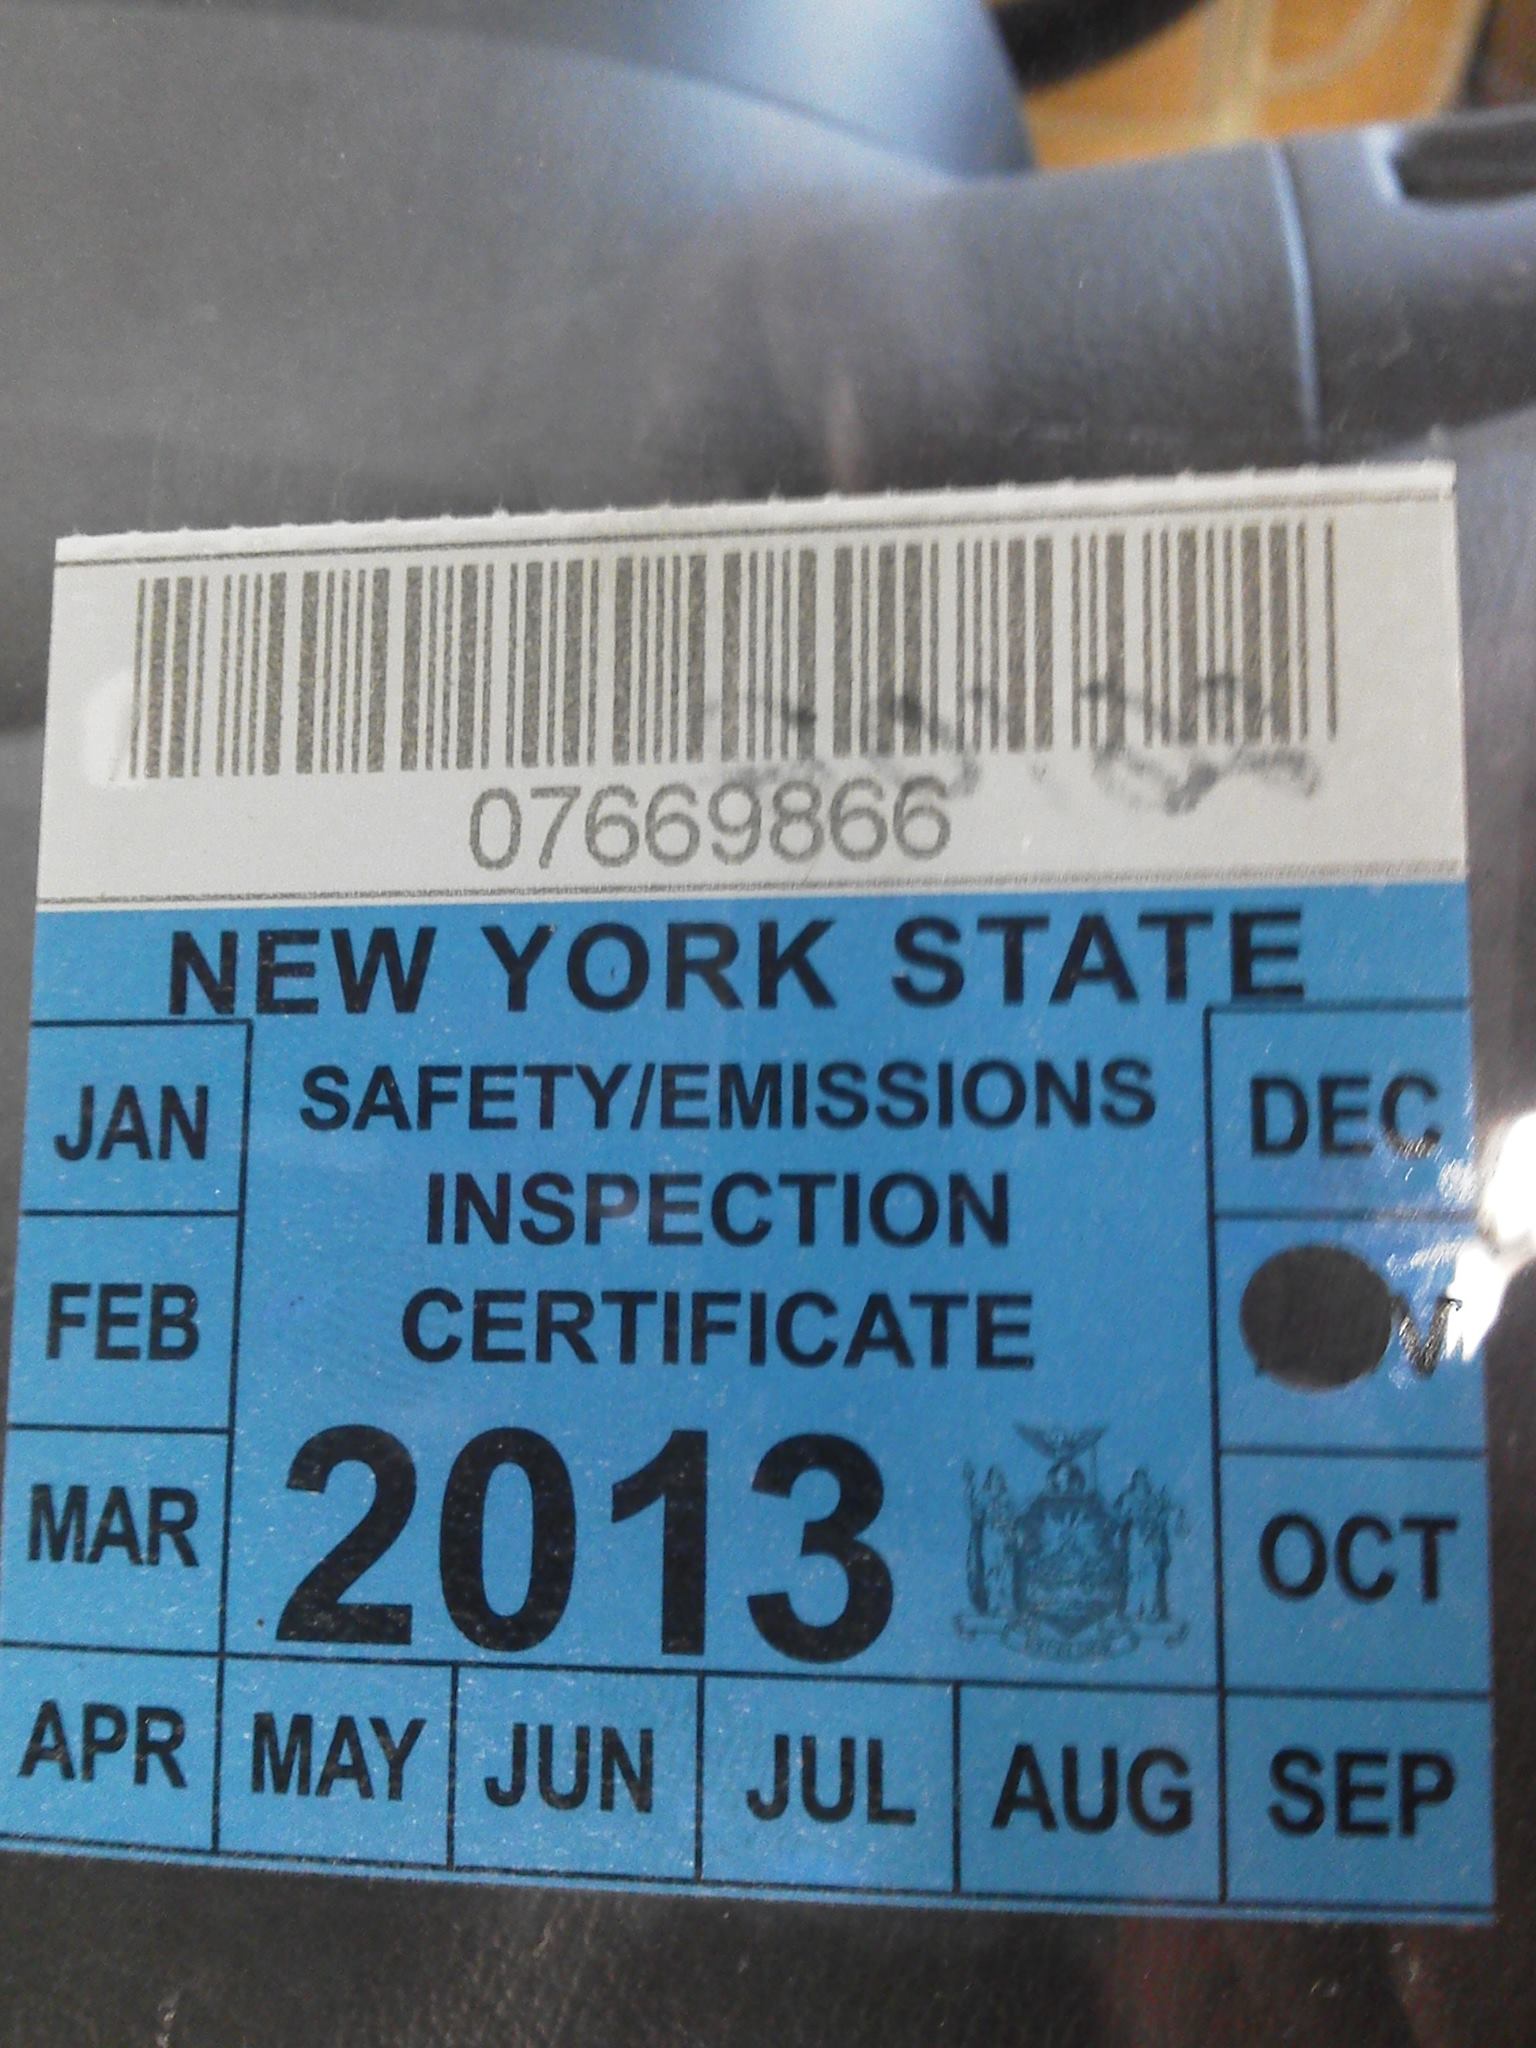 07669866
NEW YORK STATE
SAFETY/EMISSIONS
INSPECTION
CERTIFICATE
2013
JAN
FEB
MAR
APR
MAY
JUN
JUL
AUG
SEP
OCT
DEC